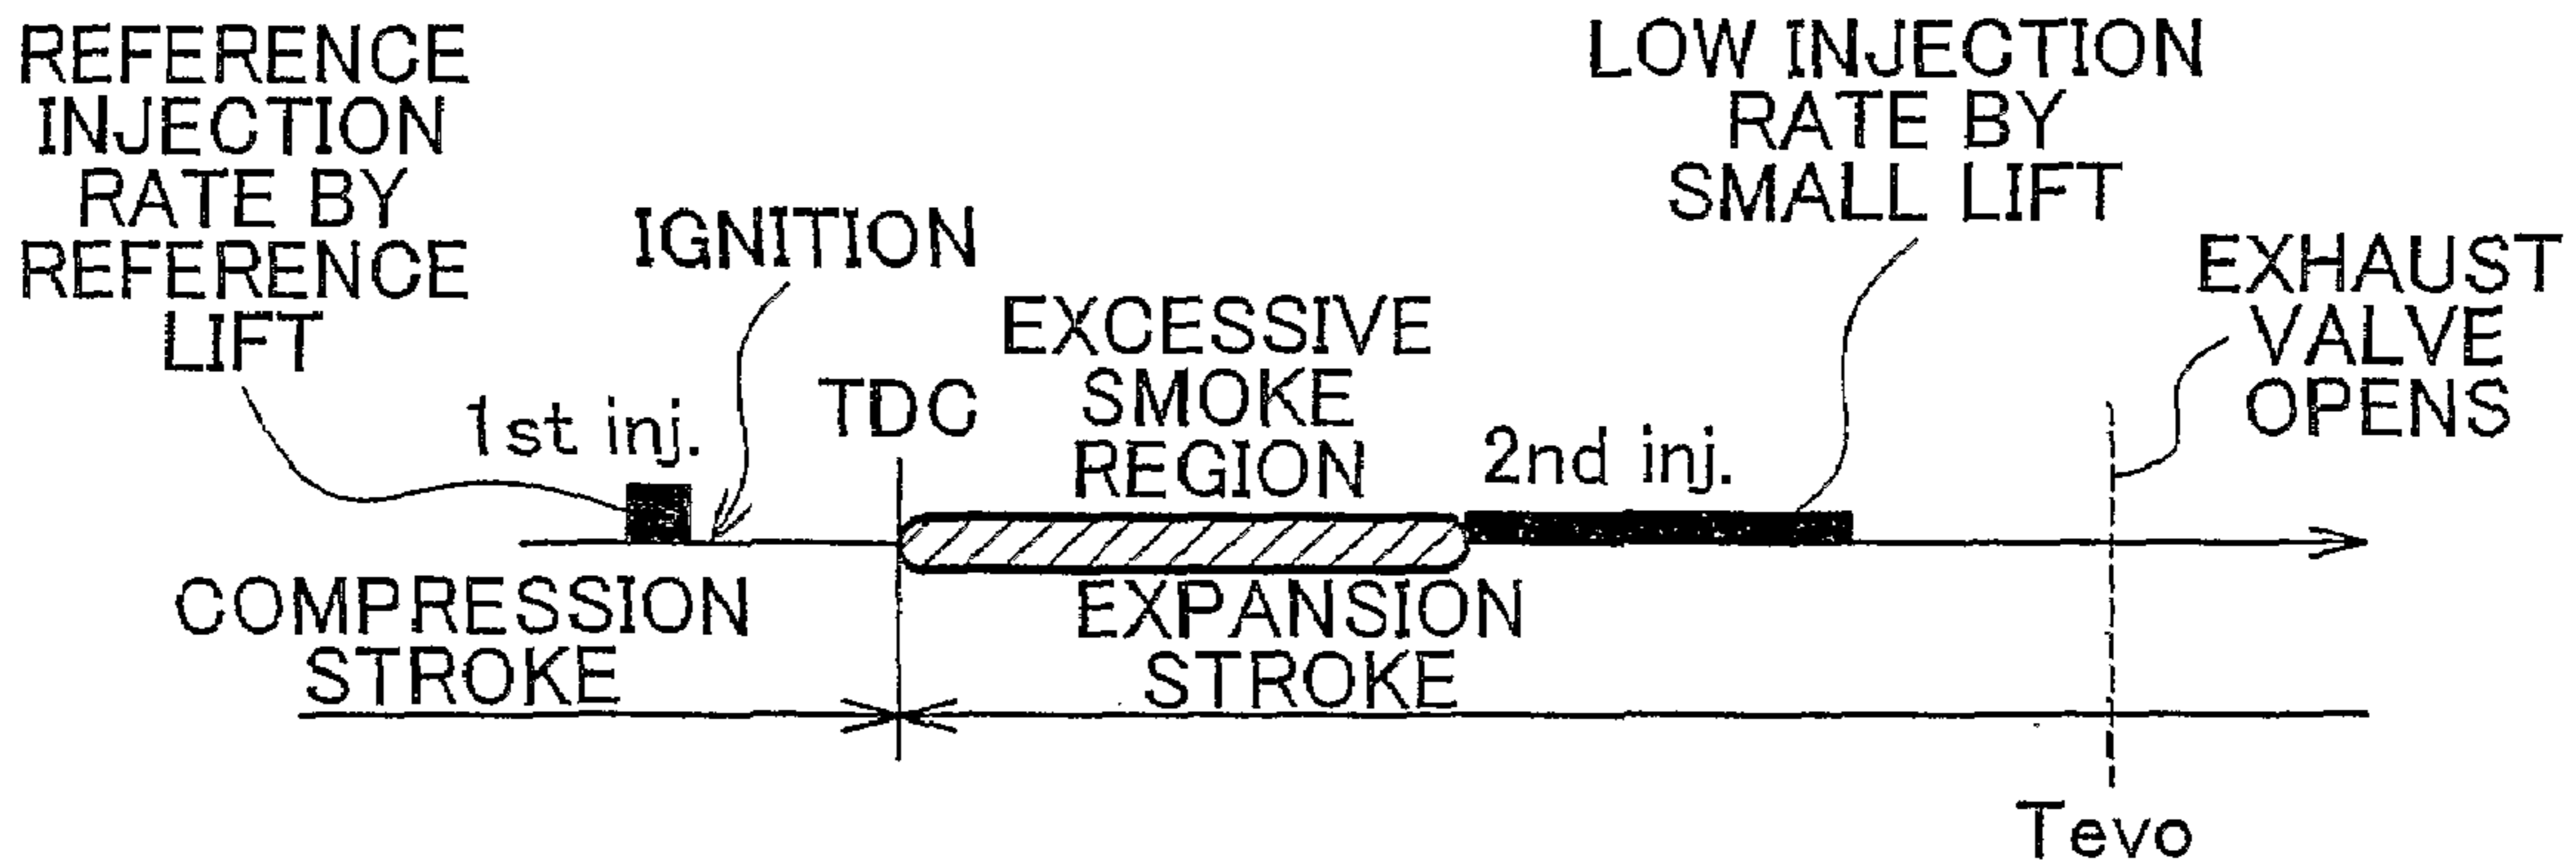 REFERENCE
INJECTION
RATE BY
REFERENCE
LIFT
1st inj.
IGNITION
TDC
EXCESSIVE
SMOKE
REGION
2nd inj.
LOW INJECTION
RATE BY
SMALL LIFT
EXHAUST
VALVE
OPENS
COMPRESSION
STROKE
EXPANSION
STROKE
Tevo